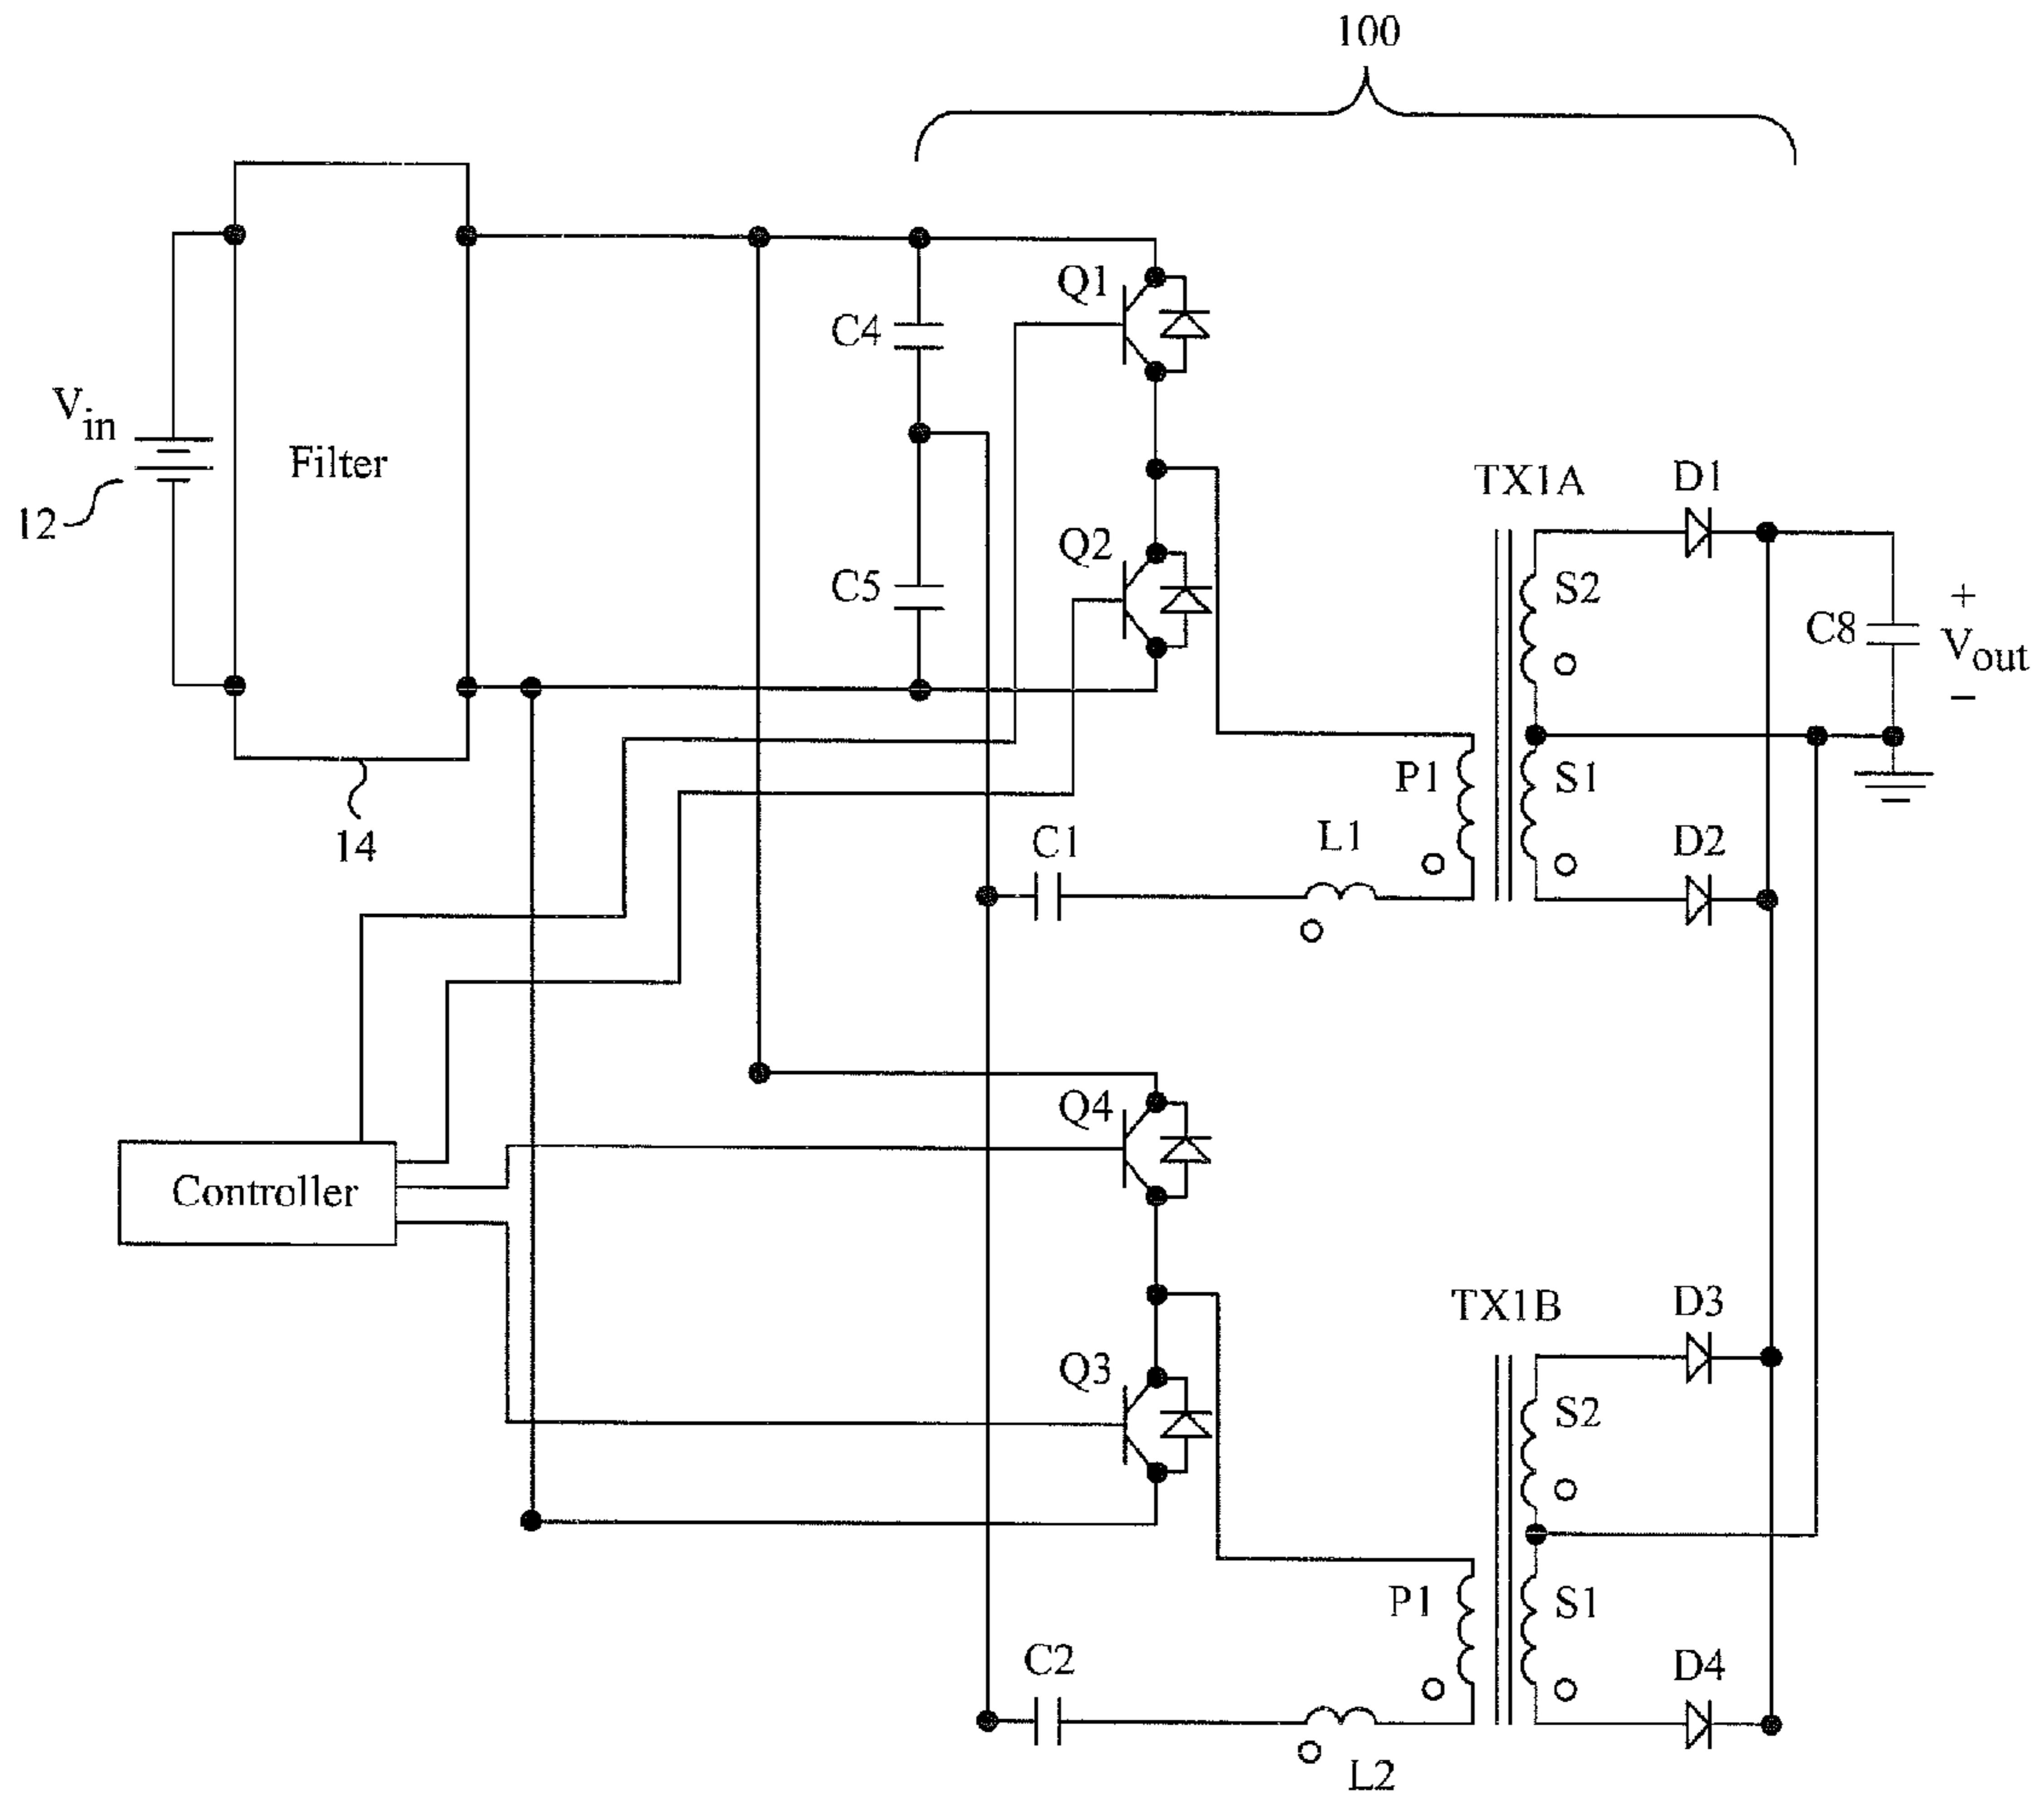 100
Q1
C4
Vin
Filter
TX1A
D1
12
Q2
C5
S2
+
C8
Vout
−
P1
S1
14
C1
L1
D2
Q4
Controller
TX1B
D3
Q3
S2
P1
S1
C2
D4
L2